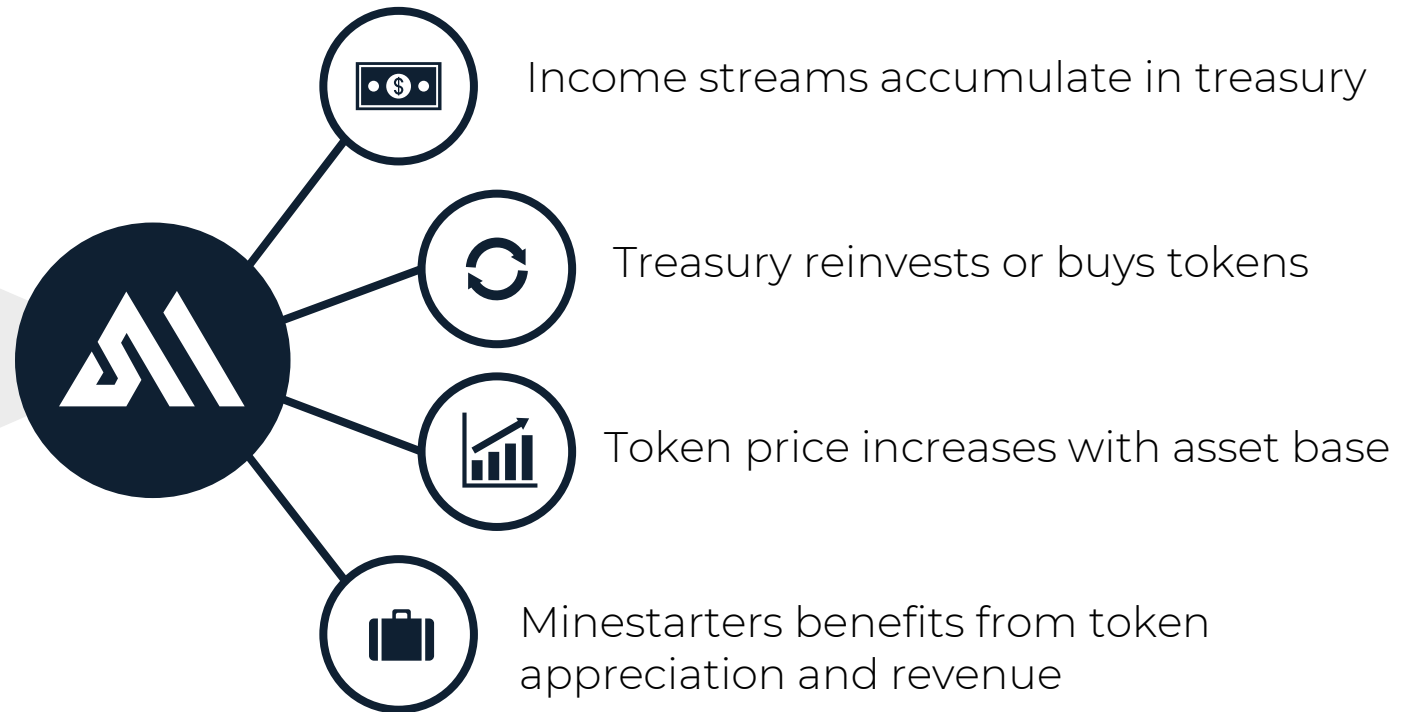 $
Income streams accumulate in treasury
Treasury reinvests or buys tokens
Token price increases with asset base
Minestarters benefits from token
appreciation and revenue